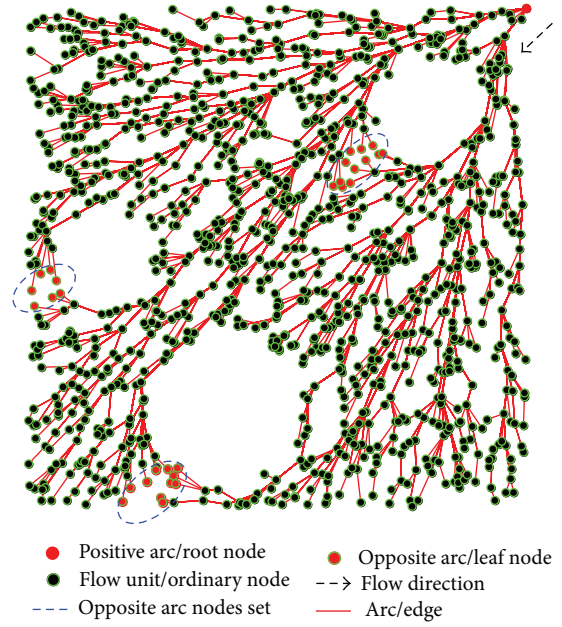 Positive arc/root node
Opposite arc/leaf node
Flow unit/ordinary node
Flow direction
Opposite arc nodes set
Arc/edge